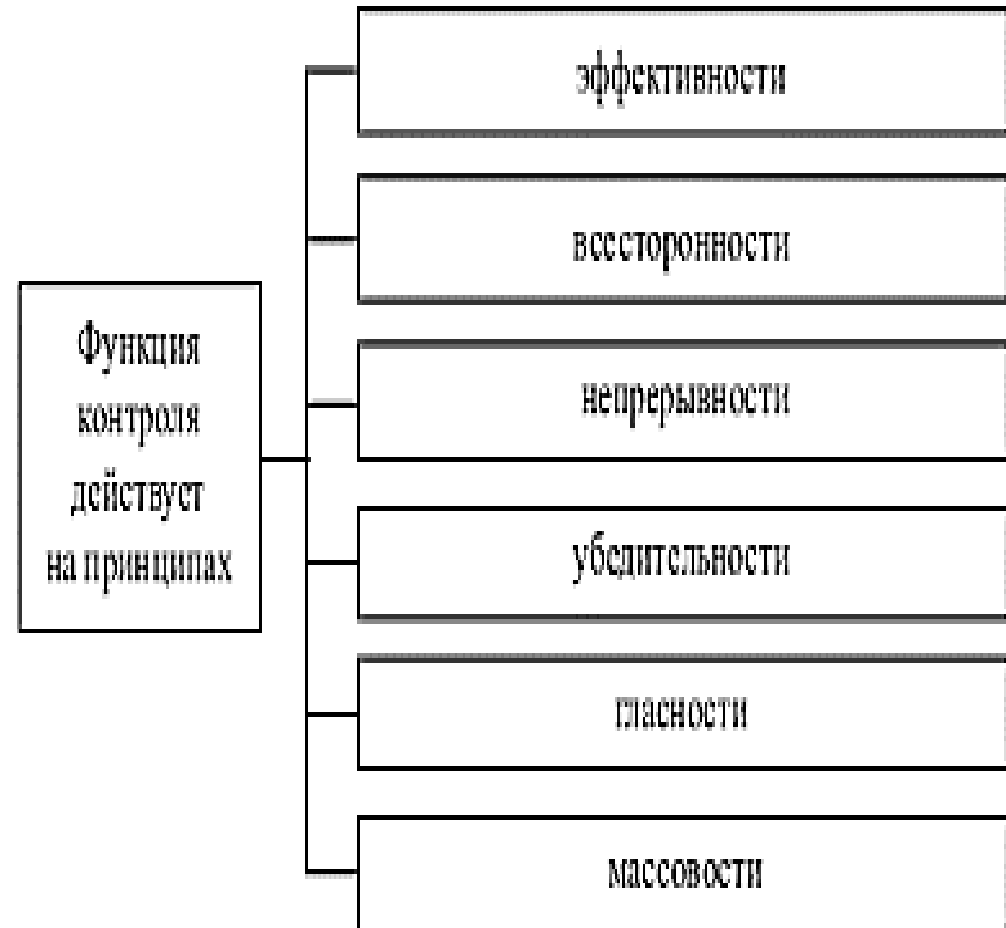 Функция
контроля
действует
на принципах
эффективности
всесторонности
непрерывности
убедительности
гласности
массовости